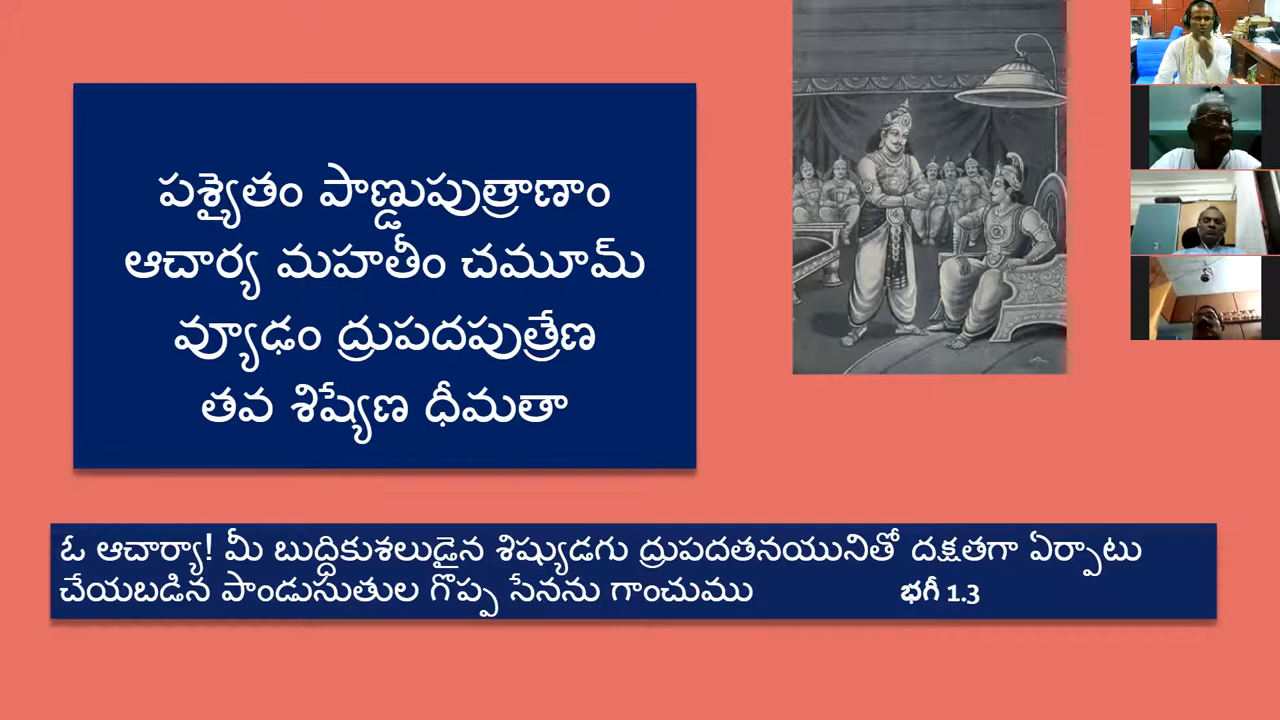 పశ్యైతం పాణ్డుపుత్రాణాం
ఆచార్య మహతీం చమూమ్
వ్యూఢం ద్రుపదపుత్రేణ
తవ శిష్యేణ ధీమతా
ఓ ఆచార్యా! మీ బుద్ధికుశలుడైన శిష్యుడగు ద్రుపదతనయునితో దక్షతగా ఏర్పాటు
చేయబడిన పాండుసుతుల గొప్ప సేనను గాంచుము భగీ 1.3